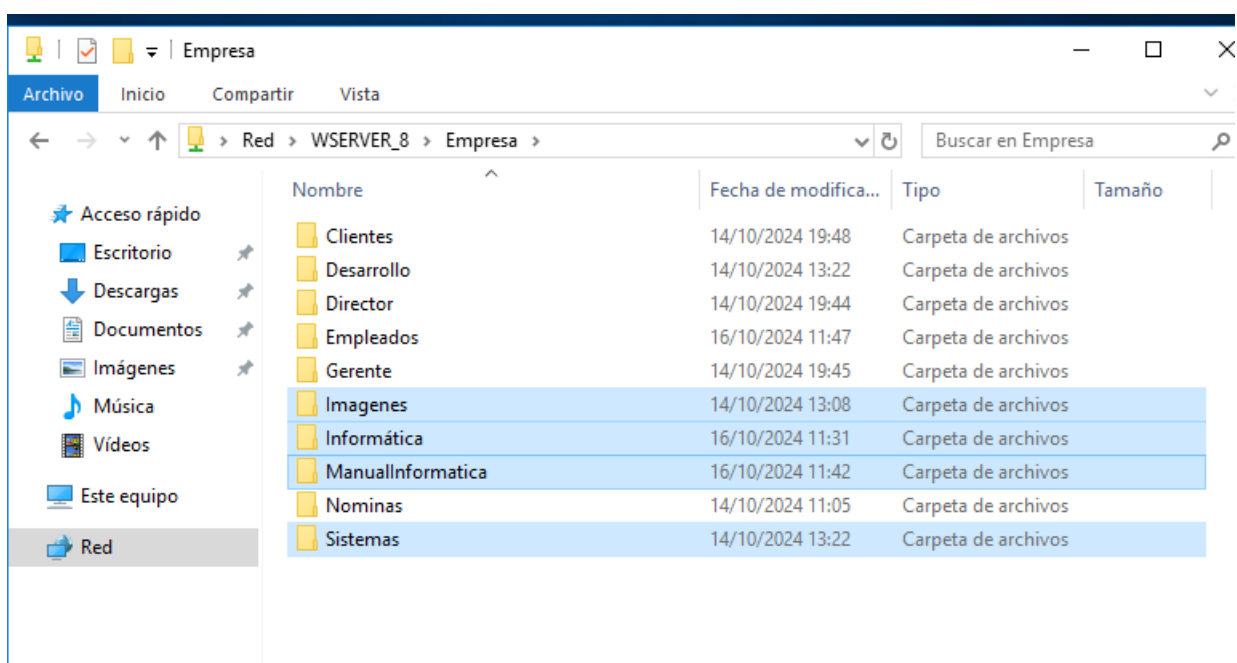 Empresa
Archivo Inicio Compartir Vista
Red > WSERVER_8 > Empresa > Buscar en Empresa
Nombre Fecha de modifica... Tipo Tamaño
Acceso rápido
Escritorio
Descargas
Documentos
Imágenes
Música
Vídeos
Este equipo
Red
Clientes 14/10/2024 19:48 Carpeta de archivos
Desarrollo 14/10/2024 13:22 Carpeta de archivos
Director 14/10/2024 19:44 Carpeta de archivos
Empleados 16/10/2024 11:47 Carpeta de archivos
Gerente 14/10/2024 19:45 Carpeta de archivos
Imagenes 14/10/2024 13:08 Carpeta de archivos
Informática 16/10/2024 11:31 Carpeta de archivos
ManualInformatica 16/10/2024 11:42 Carpeta de archivos
Nominas 14/10/2024 11:05 Carpeta de archivos
Sistemas 14/10/2024 13:22 Carpeta de archivos